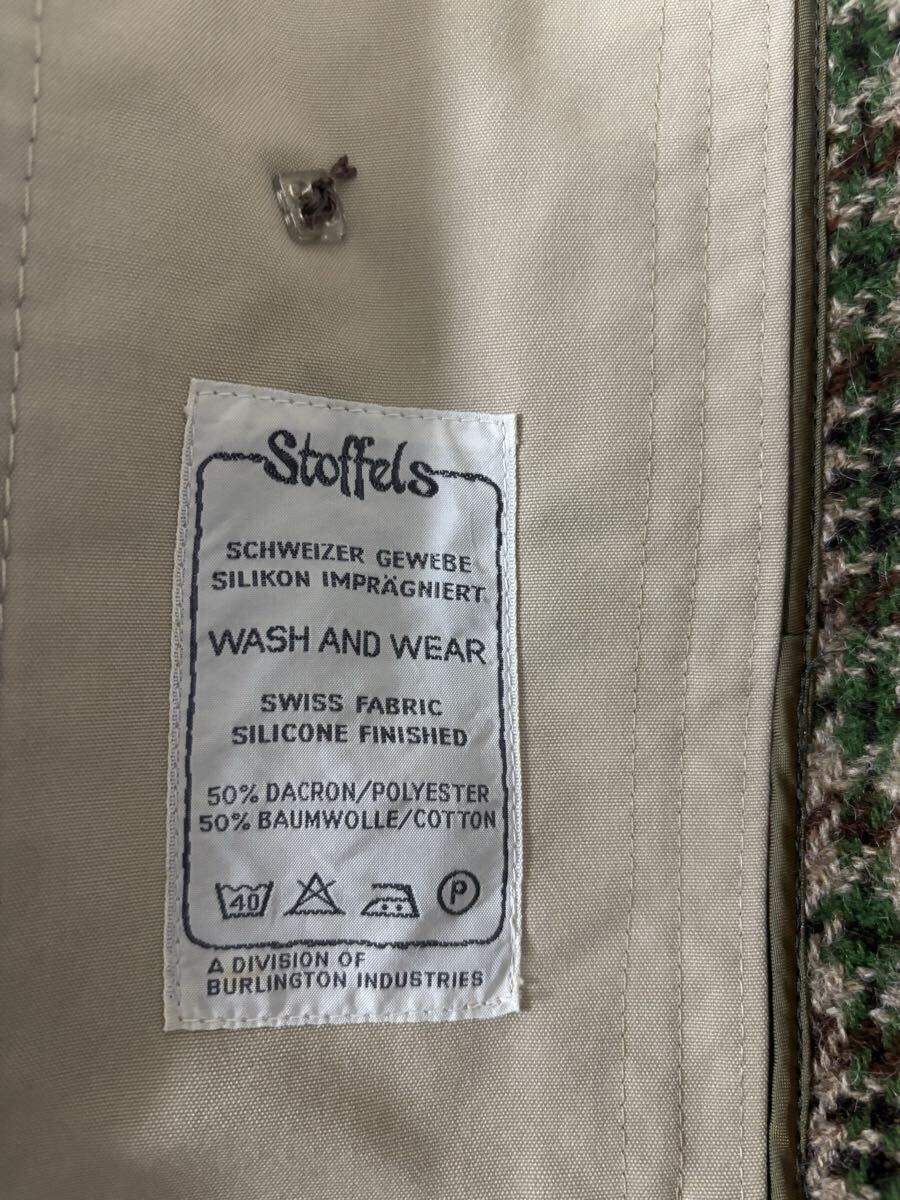 Stoffels
SCHWEIZER GEWEBE
SILIKON IMPRÄGNIERT
WASH AND WEAR
SWISS FABRIC
SILICONE FINISHED
50% DACRON/POLYESTER
50% BAUMWOLLE/COTTON
40 P
A DIVISION OF
BURLINGTON INDUSTRIES